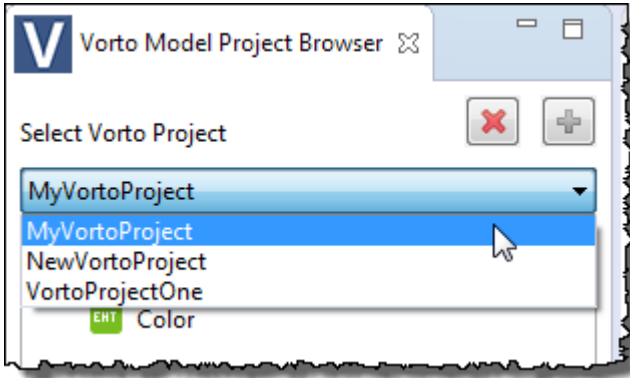 V Vorto Model Project Browser
Select Vorto Project
MyVortoProject
MyVortoProject
NewVortoProject
VortoProjectOne
EHT Color